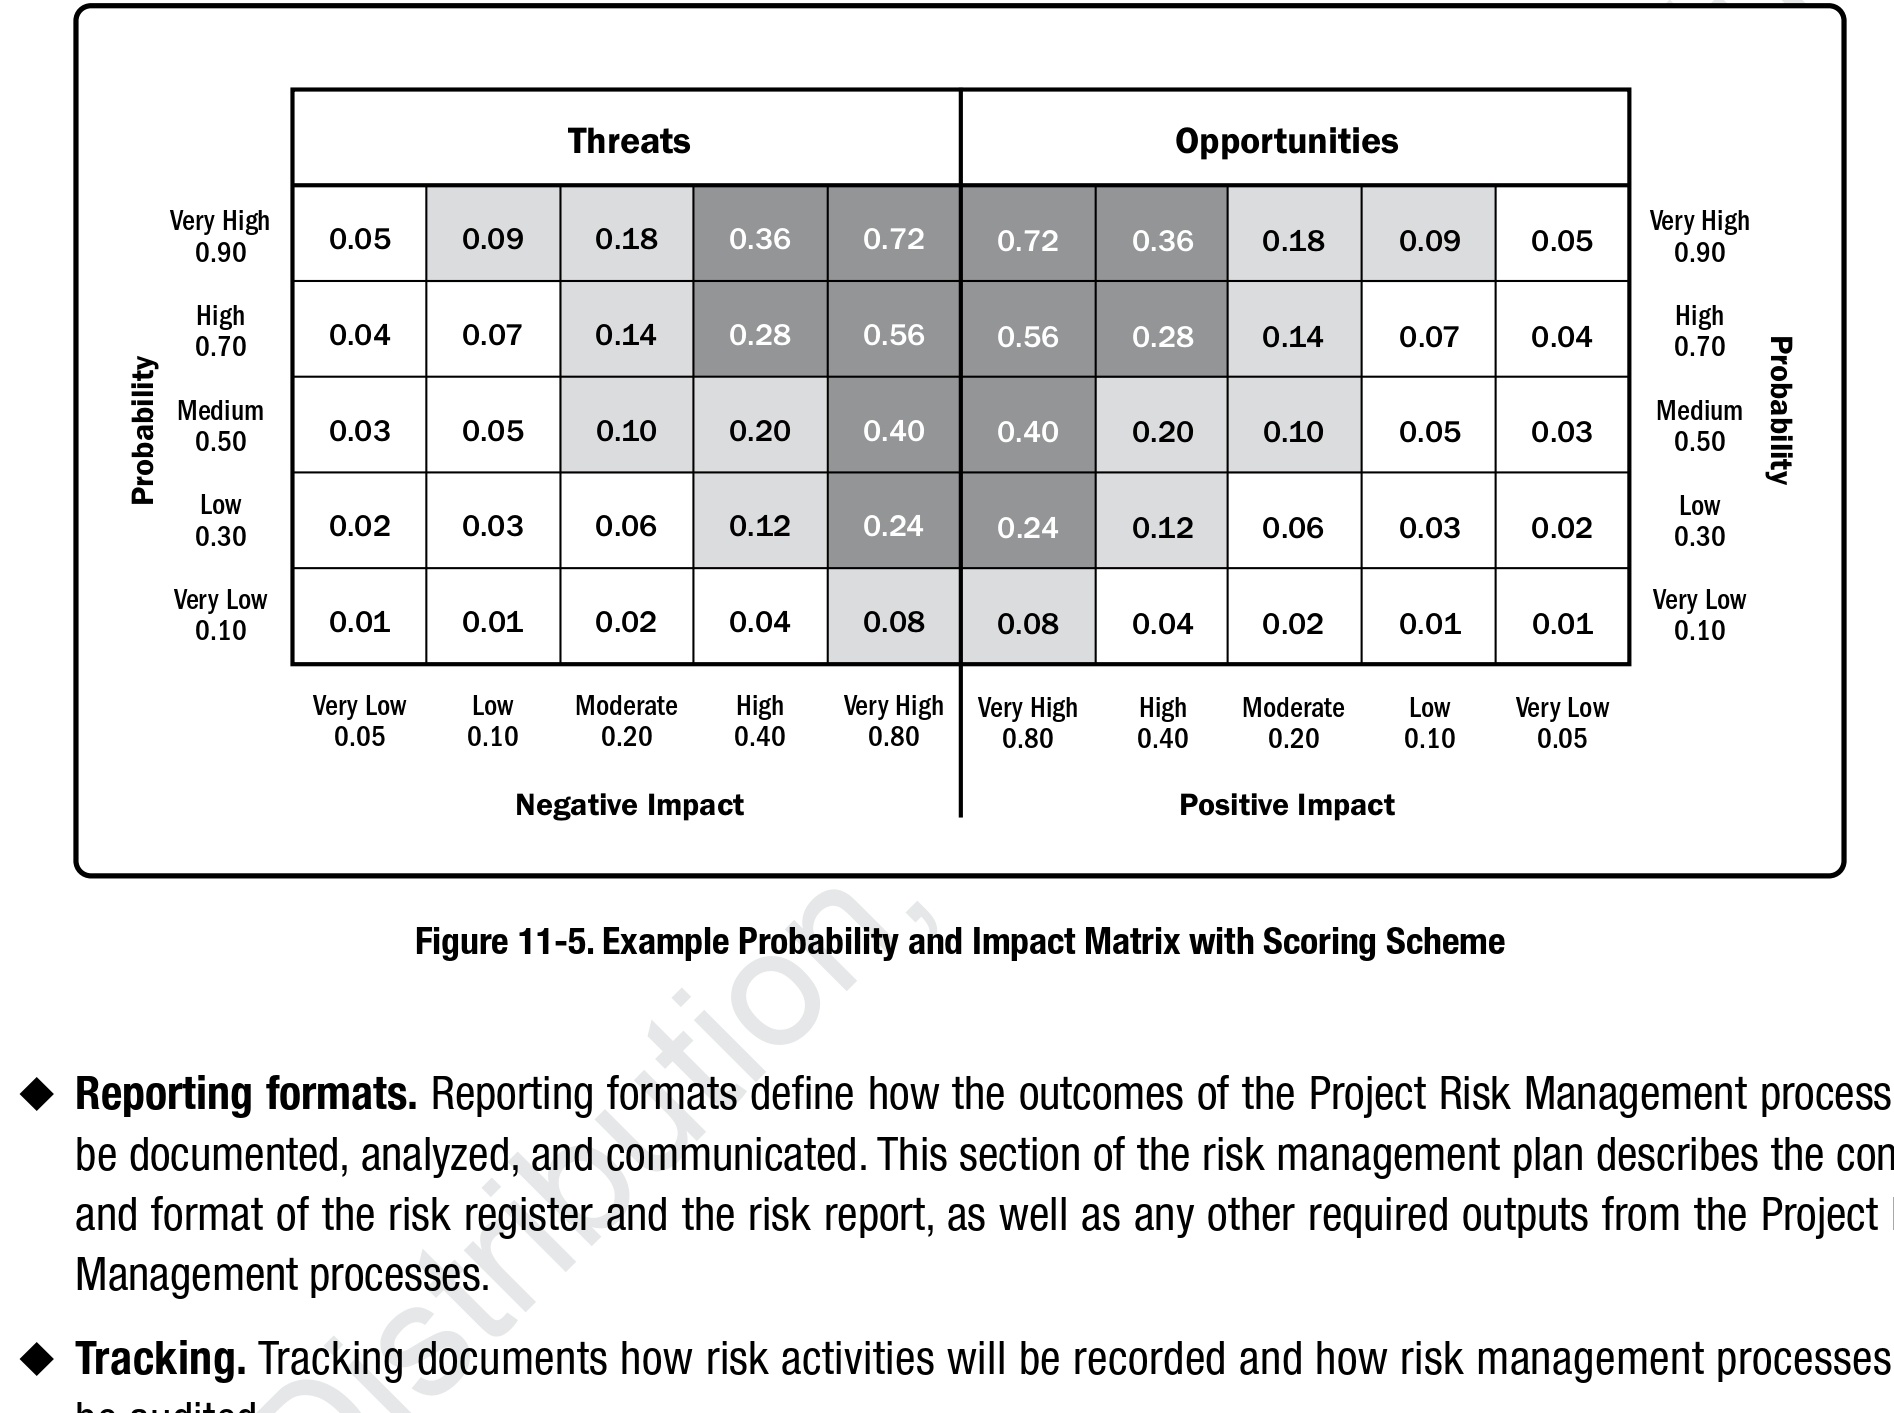 Threats Opportunities
Very High 0.05 0.09 0.18 0.36 0.72 0.72 0.36 0.18 0.09 0.05 Very High
0.90 0.90
High 0.04 0.07 0.14 0.28 0.56 0.56 0.28 0.14 0.07 0.04 High
0.70 0.70
Probability Probability
Medium 0.03 0.05 0.10 0.20 0.40 0.40 0.20 0.10 0.05 0.03 Medium
0.50 0.50
Low 0.02 0.03 0.06 0.12 0.24 0.24 0.12 0.06 0.03 0.02 Low
0.30 0.30
Very Low 0.01 0.01 0.02 0.04 0.08 0.08 0.04 0.02 0.01 0.01 Very Low
0.10 0.10
Very Low Low Moderate High Very High Very High High Moderate Low Very Low
0.05 0.10 0.20 0.40 0.80 0.80 0.40 0.20 0.10 0.05
Negative Impact Positive Impact
Figure 11-5. Example Probability and Impact Matrix with Scoring Scheme
◆ Reporting formats. Reporting formats define how the outcomes of the Project Risk Management process
be documented, analyzed, and communicated. This section of the risk management plan describes the con
and format of the risk register and the risk report, as well as any other required outputs from the Project
Management processes.
◆ Tracking. Tracking documents how risk activities will be recorded and how risk management processes
be audited
Distribution,